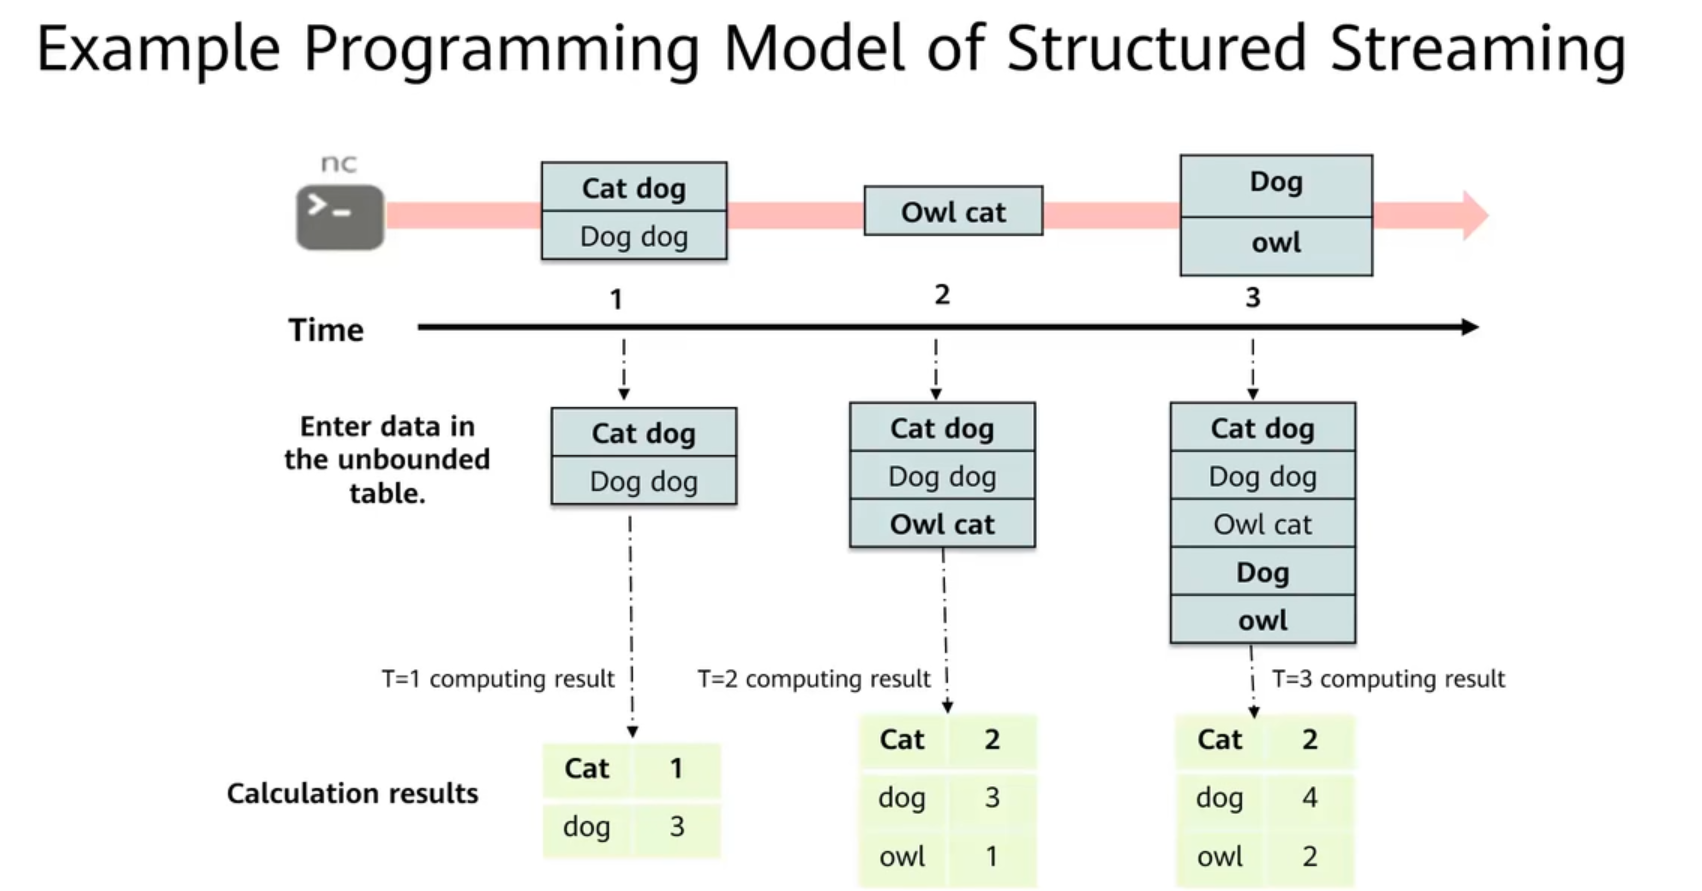 Example Programming Model of Structured Streaming
nc
>_
Cat dog
Dog dog
Owl cat
Dog
owl
1
2
3
Time
Enter data in
the unbounded
table.
Cat dog
Dog dog
Cat dog
Dog dog
Owl cat
Cat dog
Dog dog
Owl cat
Dog
owl
T=1 computing result
T=2 computing result
T=3 computing result
Calculation results
Cat 1
dog 3
Cat 2
dog 3
owl 1
Cat 2
dog 4
owl 2